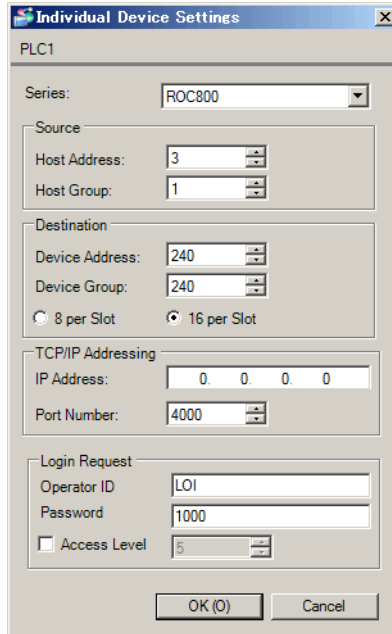 Individual Device Settings
PLC1
Series: ROC800
Source
Host Address: 3
Host Group: 1
Destination
Device Address: 240
Device Group: 240
8 per Slot 16 per Slot
TCP/IP Addressing
IP Address: 0. 0. 0. 0
Port Number: 4000
Login Request
Operator ID LOI
Password 1000
Access Level 5
OK (O) Cancel